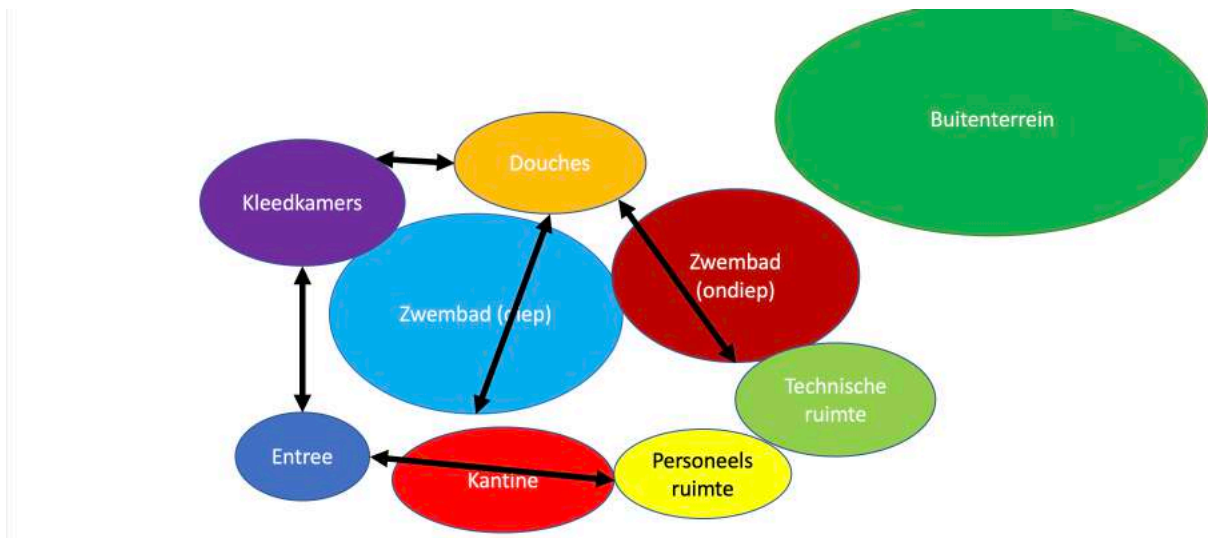 Buitenterrein
Douches
Kleedkamers
Zwembad
(ondiep)
Zwembad (diep)
Technische
ruimte
Entree
Kantine
Personeels
ruimte